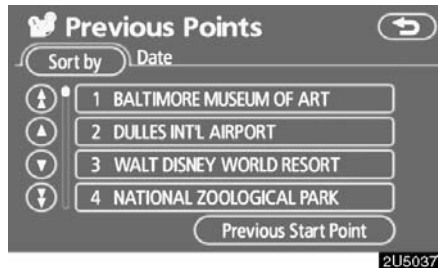 Previous Points
Sort by Date
1 BALTIMORE MUSEUM OF ART
2 DULLES INT'L AIRPORT
3 WALT DISNEY WORLD RESORT
4 NATIONAL ZOOLOGICAL PARK
Previous Start Point
2U5037